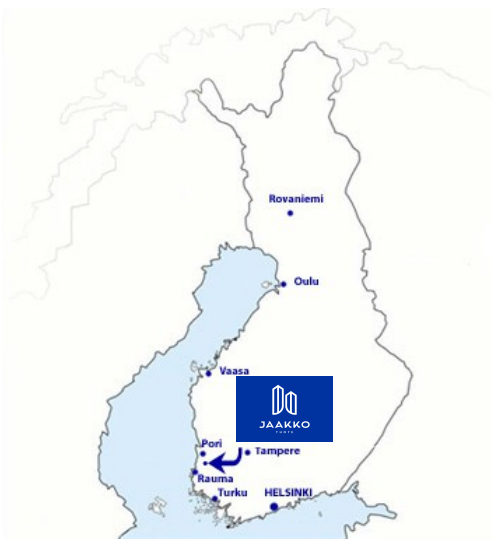 Rovaniemi
Oulu
Vaasa
JAAKKO
Pori
Tampere
Rauma
Turku
HELSINKI